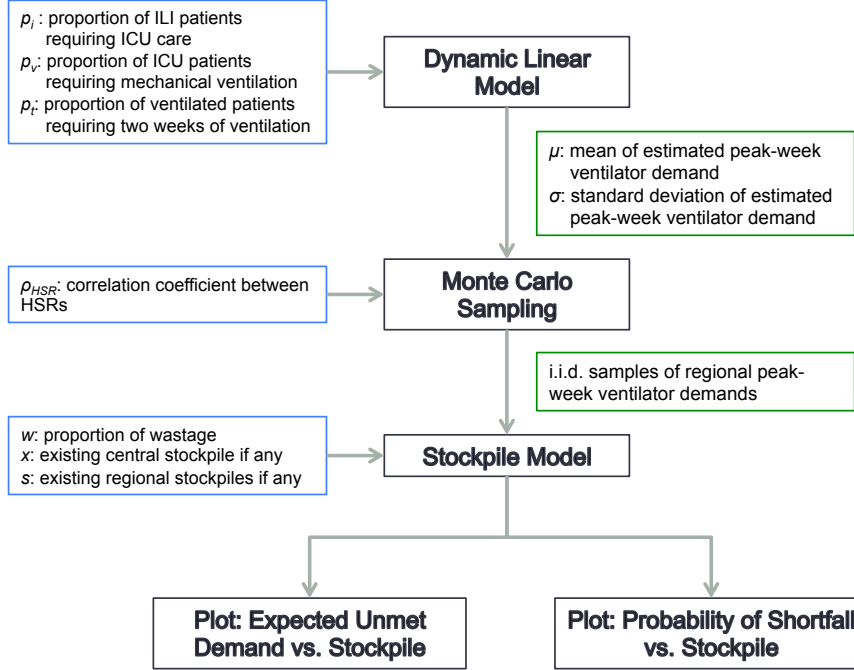 p_i : proportion of ILI patients
requiring ICU care
p_v: proportion of ICU patients
requiring mechanical ventilation
p_t: proportion of ventilated patients
requiring two weeks of ventilation
Dynamic Linear
Model
μ: mean of estimated peak-week
ventilator demand
σ: standard deviation of estimated
peak-week ventilator demand
ρ_HSR: correlation coefficient between
HSRs
Monte Carlo
Sampling
i.i.d. samples of regional peak-
week ventilator demands
w: proportion of wastage
x: existing central stockpile if any
s: existing regional stockpiles if any
Stockpile Model
Plot: Expected Unmet
Demand vs. Stockpile
Plot: Probability of Shortfall
vs. Stockpile